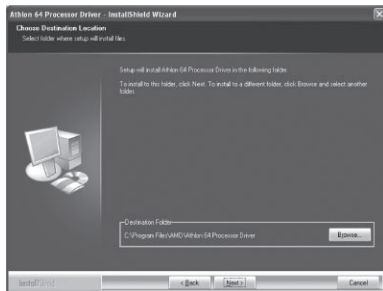 Athlon 64 Processor Driver - InstallShield Wizard
Choose Destination Location
Select folder where setup will install files
Setup will install Athlon 64 Processor Driver in the following folder.
To install to this folder, click Next. To install to a different folder, click Browse and select another
folder.
Destination Folder
C:\Program Files\AMD\Athlon 64 Processor Driver
Browse...
InstallShield
< Back
Next >
Cancel